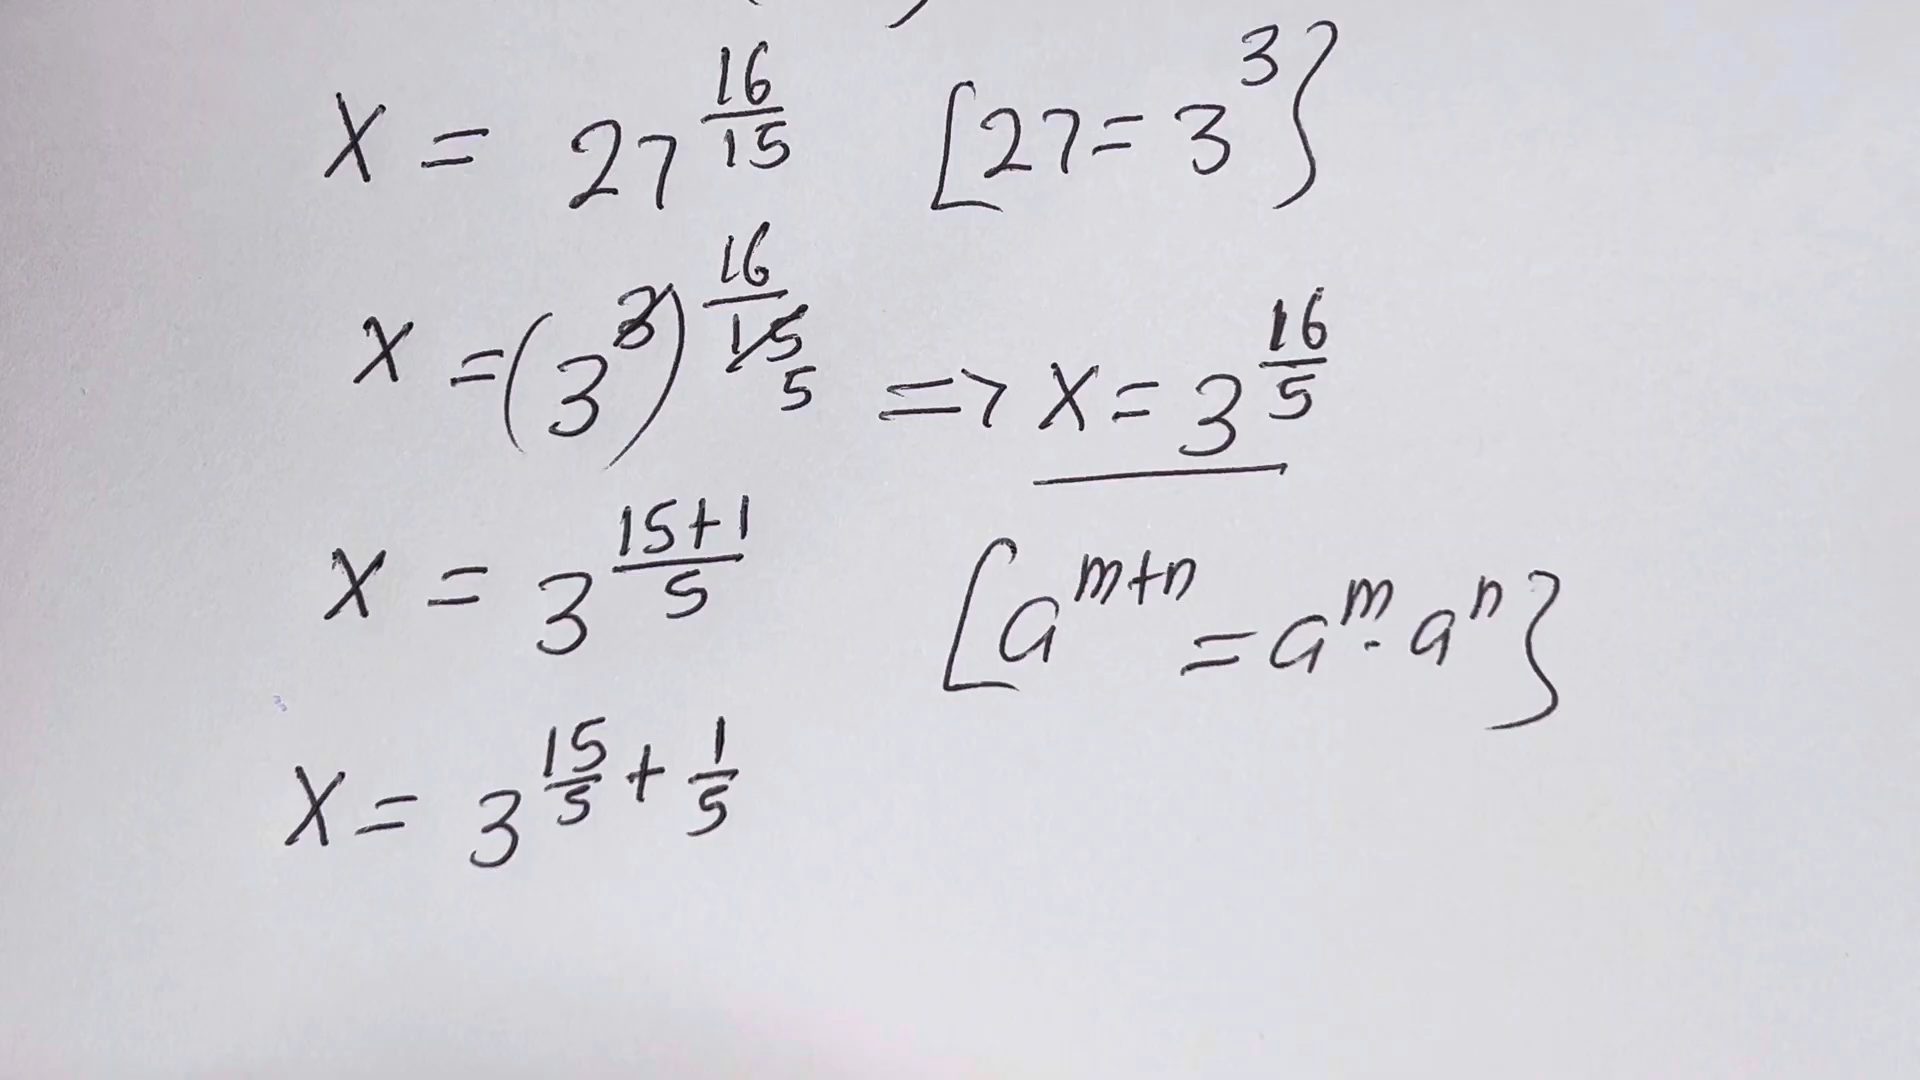 X = 27^(16/15) [27 = 3^3}
X = (3^3)^(16/15) 5 => X = 3^(16/5)
X = 3^((15+1)/5) [a^(m+n) = a^m · a^n}
X = 3^(15/5 + 1/5)